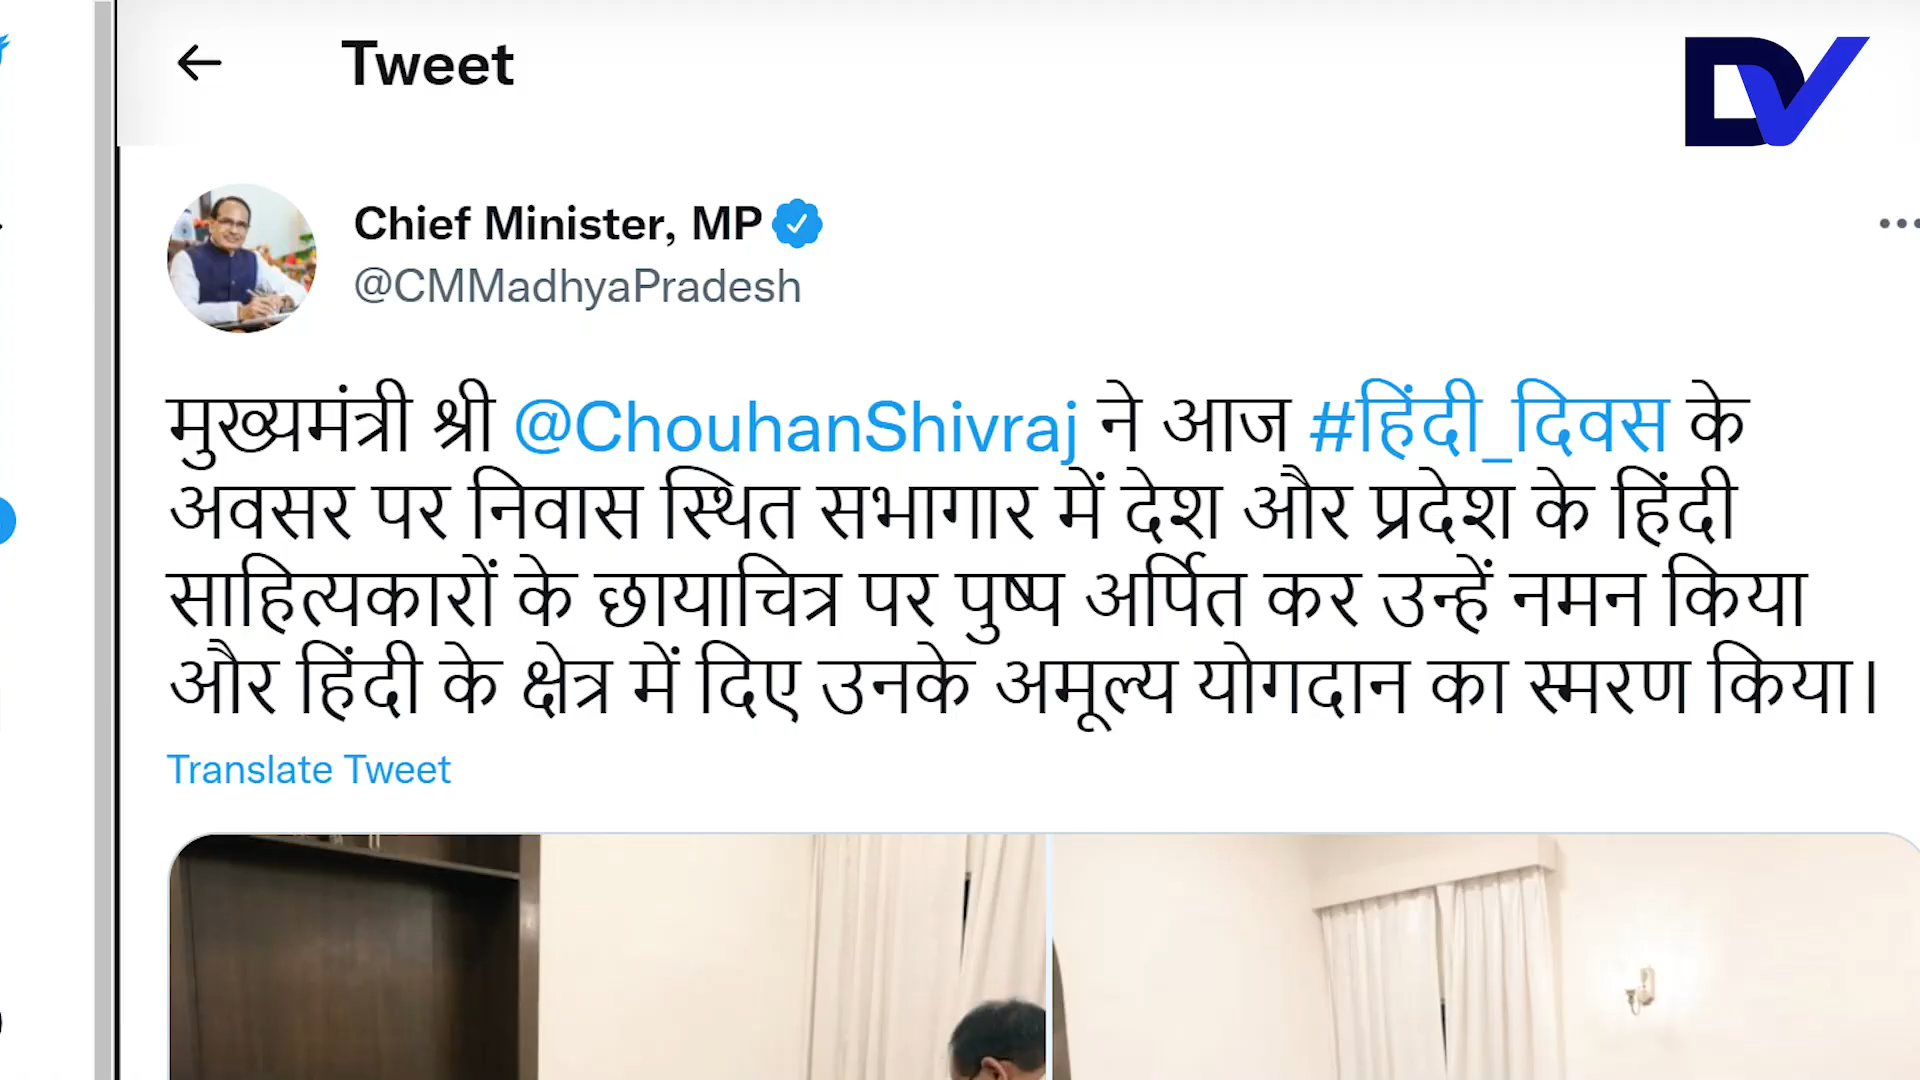 Tweet
DV
Chief Minister, MP
@CMMadhyaPradesh
मुख्यमंत्री श्री @ChouhanShivraj ने आज #हिंदी_दिवस के
अवसर पर निवास स्थित सभागार में देश और प्रदेश के हिंदी
साहित्यकारों के छायाचित्र पर पुष्प अर्पित कर उन्हें नमन किया
और हिंदी के क्षेत्र में दिए उनके अमूल्य योगदान का स्मरण किया।
Translate Tweet